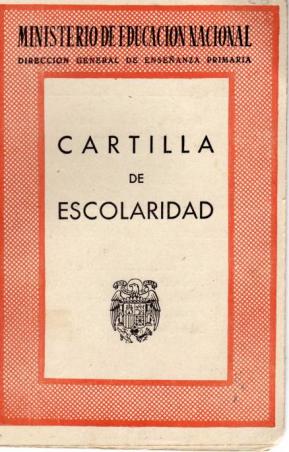 MINISTERIO DE EDUCACION NACIONAL
DIRECCION GENERAL DE ENSEÑANZA PRIMARIA
CARTILLA
DE
ESCOLARIDAD